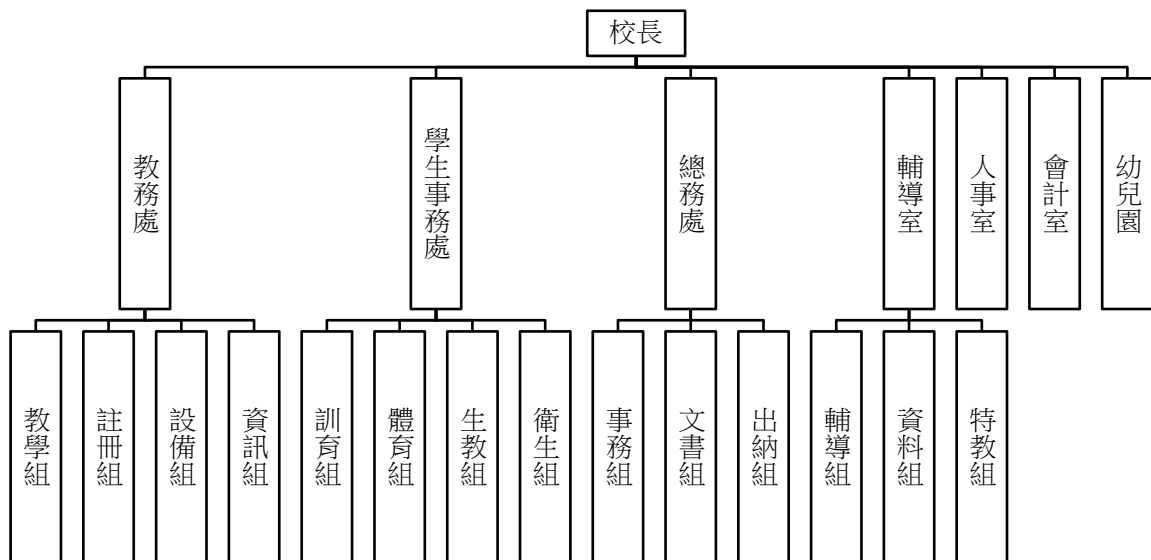 校長
教務處
學生事務處
總務處
輔導室
人事室
會計室
幼兒園
教學組
註冊組
設備組
資訊組
訓育組
體育組
生教組
衛生組
事務組
文書組
出納組
輔導組
資料組
特教組